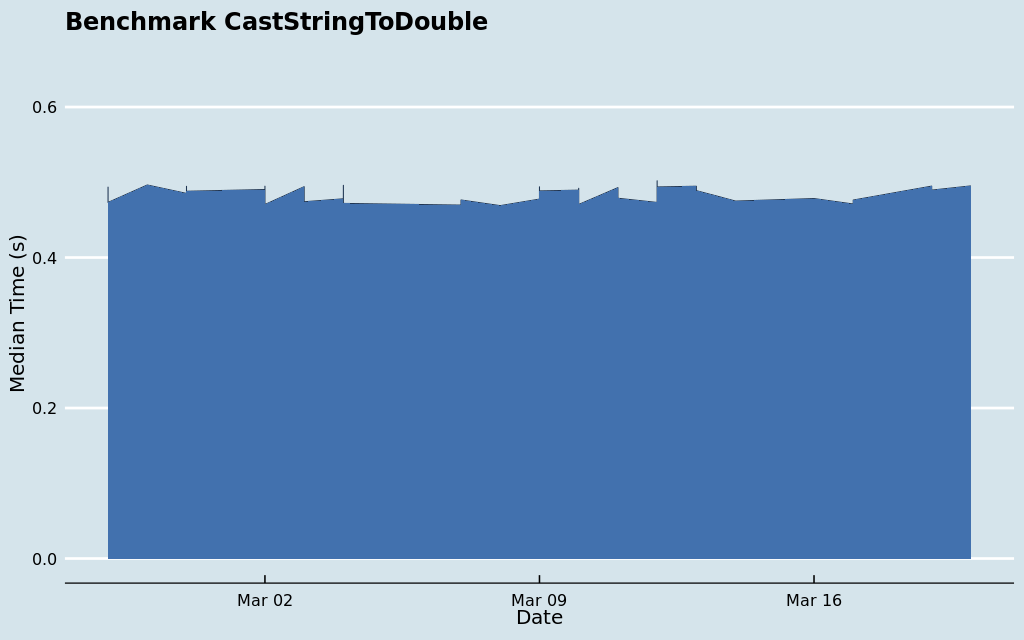 Benchmark CastStringToDouble
Median Time (s)
0.6
0.4
0.2
0.0
Mar 02
Mar 09
Mar 16
Date